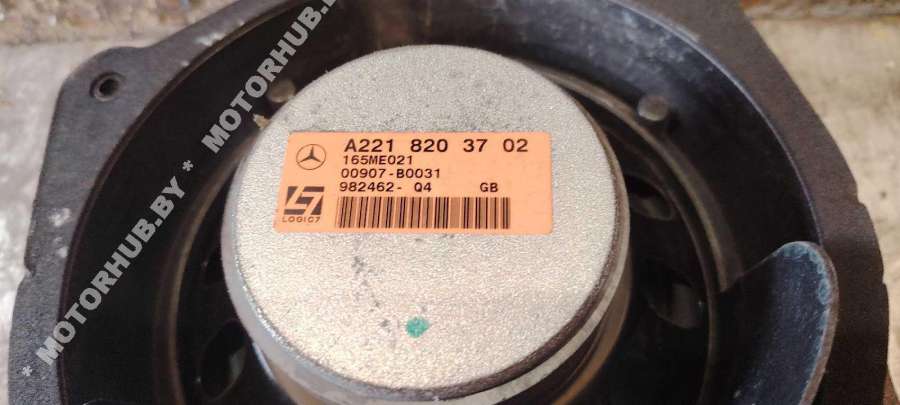 A221 820 37 02
165ME021
00907-B0031
982462- Q4 GB
LOGIC7
* MOTORHUB.BY * MOTORHUB.BY